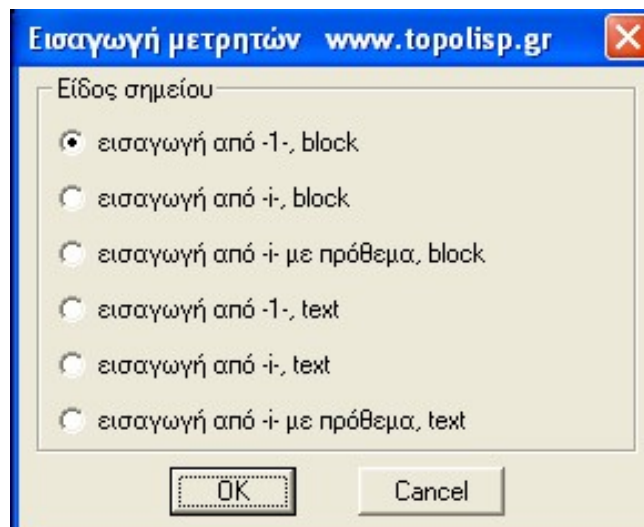 Εισαγωγή μετρητών www.topolisp.gr
Είδος σημείου
εισαγωγή από -1-, block
εισαγωγή από -i-, block
εισαγωγή από -i- με πρόθεμα, block
εισαγωγή από -1-, text
εισαγωγή από -i-, text
εισαγωγή από -i- με πρόθεμα, text
OK Cancel